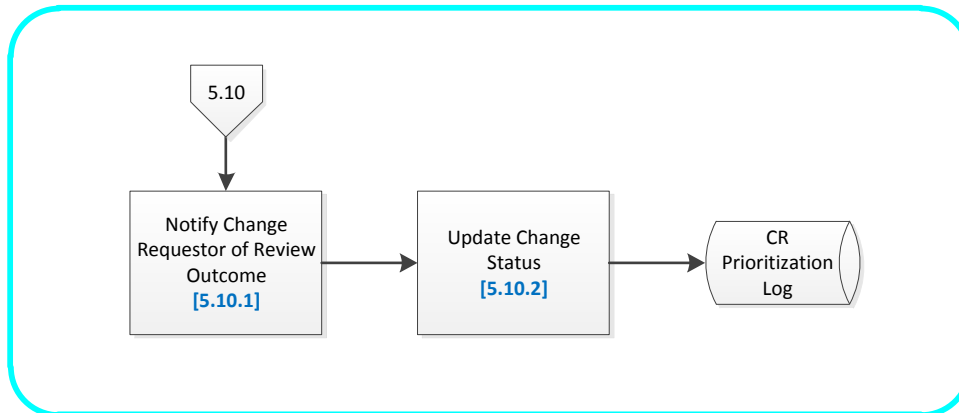 5.10
Notify Change
Requestor of Review
Outcome
[5.10.1]
Update Change
Status
[5.10.2]
CR
Prioritization
Log